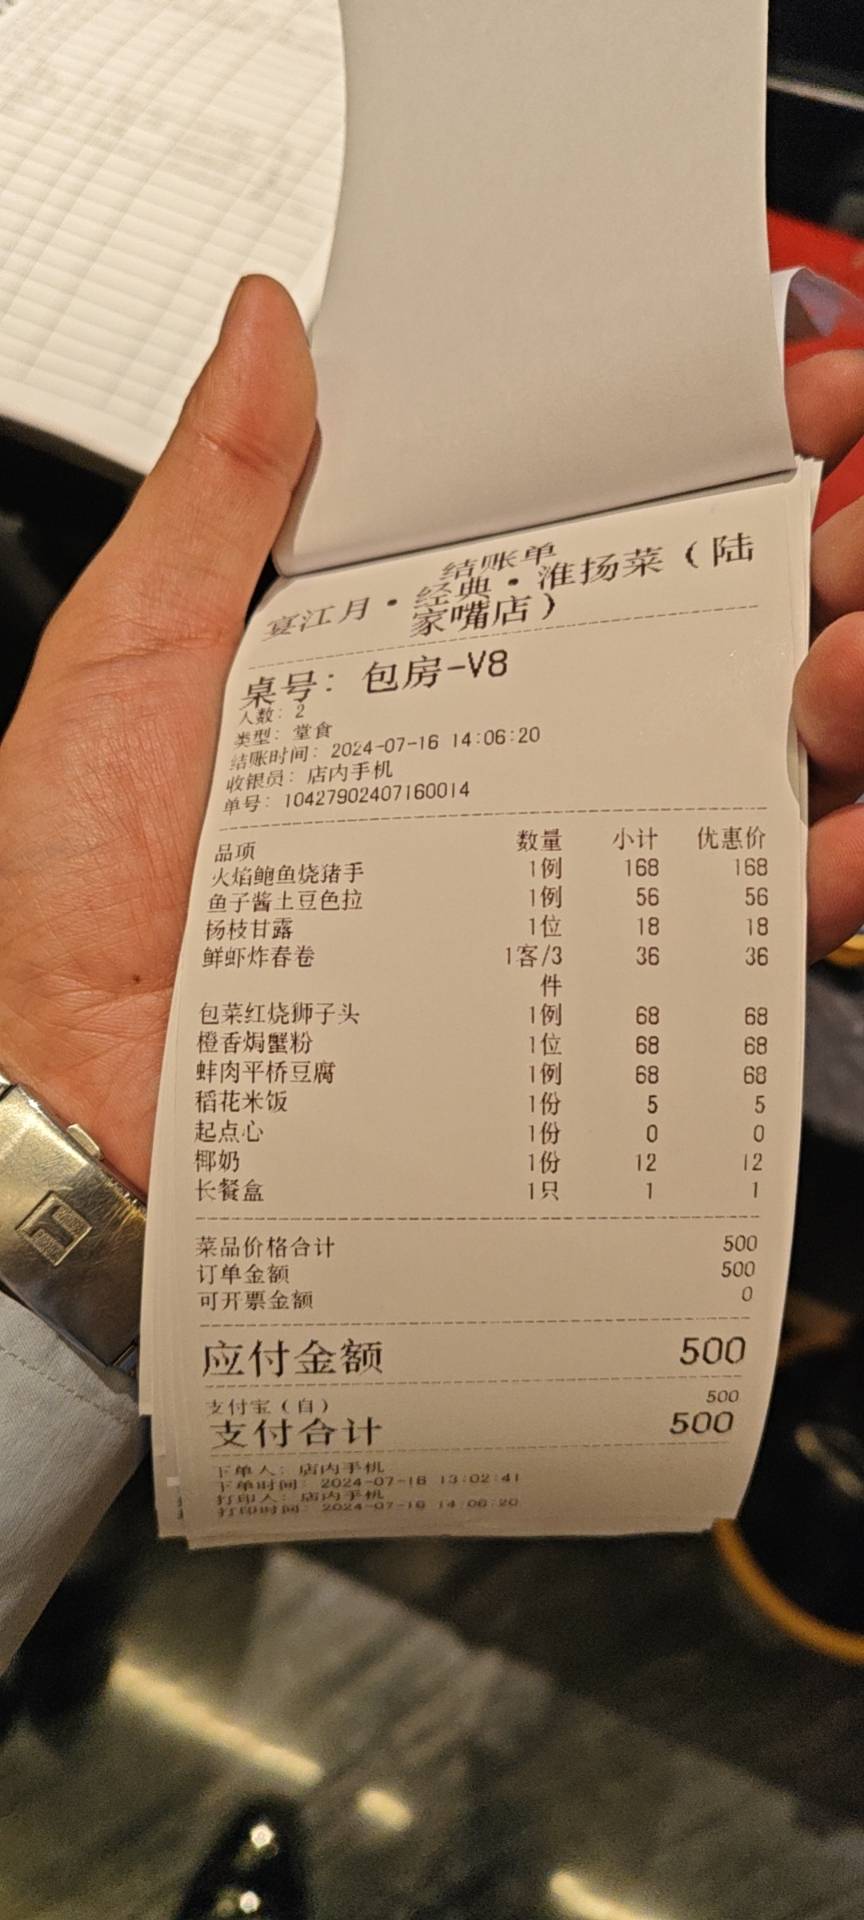 结账单
宴江月·经典·淮扬菜（陆
家嘴店）
桌号：包房-V8
人数：2
类型：堂食
结账时间：2024-07-16 14:06:20
收银员：店内手机
单号：10427902407160014
品项 数量 小计 优惠价
火焰鲍鱼烧猪手 1例 168 168
鱼子酱土豆色拉 1例 56 56
杨枝甘露 1位 18 18
鲜虾炸春卷 1客/3 36 36
件
包菜红烧狮子头 1例 68 68
橙香焗蟹粉 1位 68 68
蚌肉平桥豆腐 1例 68 68
稻花米饭 1份 5 5
起点心 1份 0 0
椰奶 1份 12 12
长餐盒 1只 1 1
菜品价格合计 500
订单金额 500
可开票金额 0
应付金额 500
支付宝（自） 500
支付合计 500
下单人：店内手机
下单时间：2024-07-16 13:02:41
打印人：店内手机
打印时间：2024-07-16 14:06:20